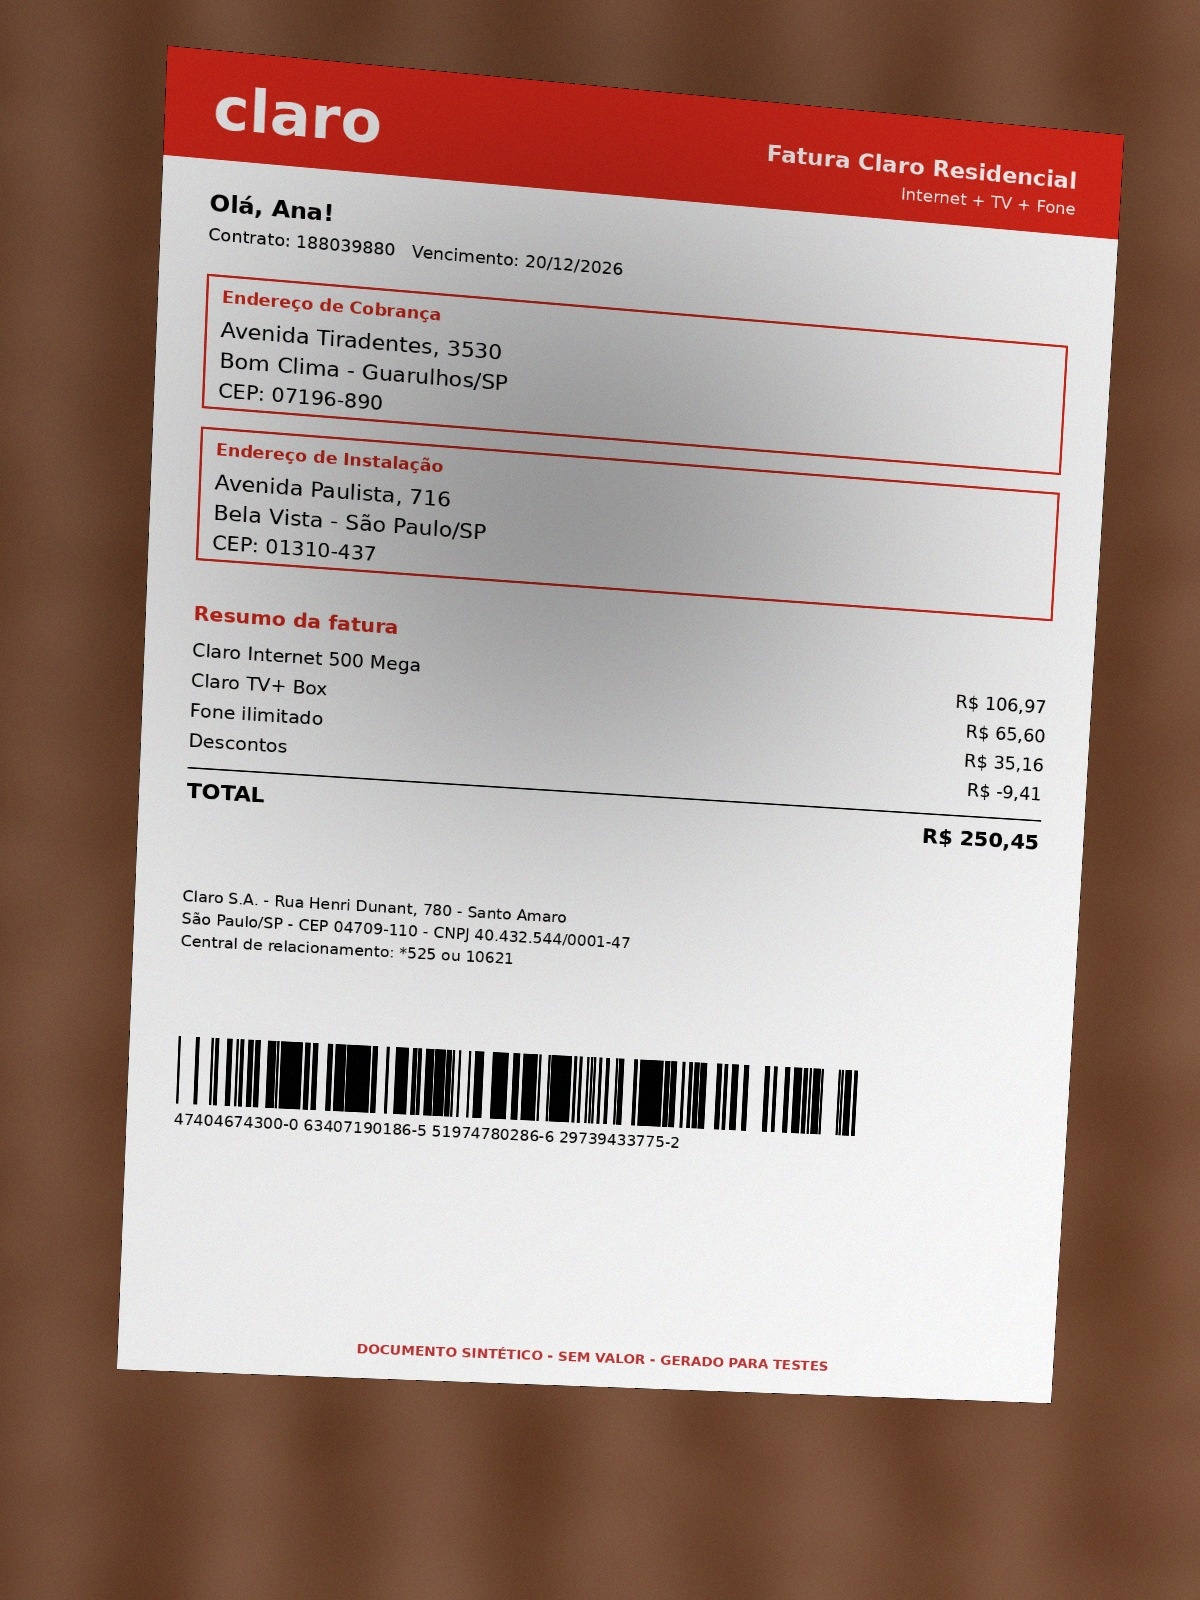 claro
Fatura Claro Residencial
Internet + TV + Fone
Olá, Ana!
Contrato: 188039880 Vencimento: 20/12/2026
Endereço de Cobrança
Avenida Tiradentes, 3530
Bom Clima - Guarulhos/SP
CEP: 07196-890
Endereço de Instalação
Avenida Paulista, 716
Bela Vista - São Paulo/SP
CEP: 01310-437
Resumo da fatura
Claro Internet 500 Mega R$ 106,97
Claro TV+ Box R$ 65,60
Fone ilimitado R$ 35,16
Descontos R$ -9,41
TOTAL R$ 250,45
Claro S.A. - Rua Henri Dunant, 780 - Santo Amaro
São Paulo/SP - CEP 04709-110 - CNPJ 40.432.544/0001-47
Central de relacionamento: *525 ou 10621
47404674300-0 63407190186-5 51974780286-6 29739433775-2
DOCUMENTO SINTÉTICO - SEM VALOR - GERADO PARA TESTES